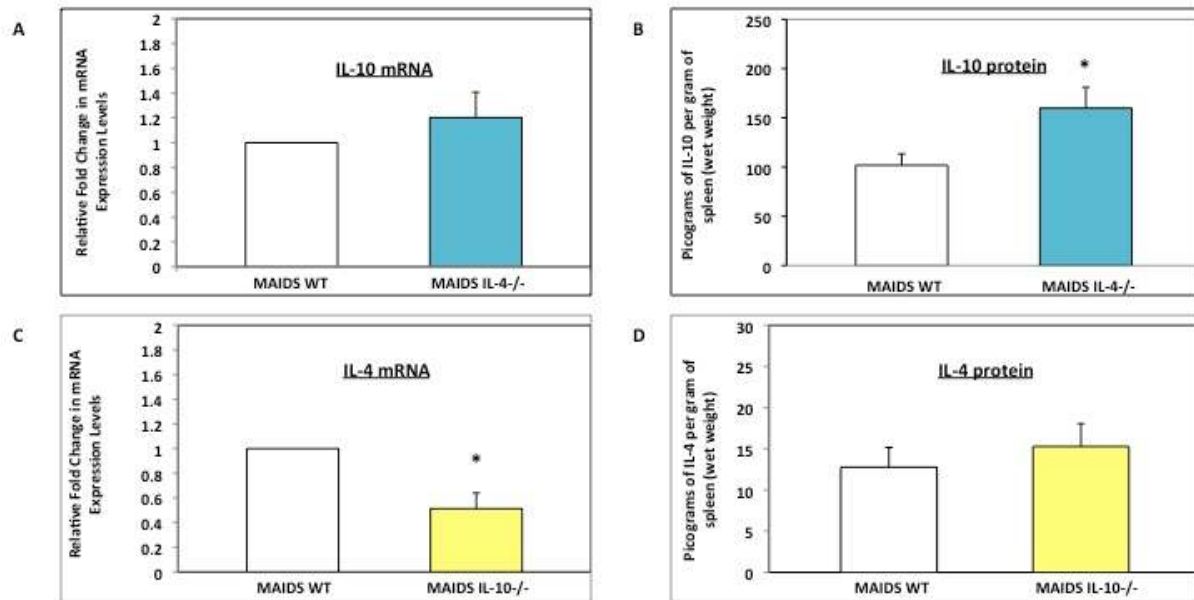 A
Relative Fold Change in mRNA
Expression Levels
2
1.8
1.6
1.4
1.2
1
0.8
0.6
0.4
0.2
0
IL-10 mRNA
MAIDS WT
MAIDS IL-4-/-
B
Picograms of IL-10 per gram of
spleen (wet weight)
250
200
150
100
50
0
IL-10 protein
*
MAIDS WT
MAIDS IL-4-/-
C
Relative Fold Change in mRNA
Expression Levels
2
1.8
1.6
1.4
1.2
1
0.8
0.6
0.4
0.2
0
IL-4 mRNA
*
MAIDS WT
MAIDS IL-10-/-
D
Picograms of IL-4 per gram of
spleen (wet weight)
30
25
20
15
10
5
0
IL-4 protein
MAIDS WT
MAIDS IL-10-/-